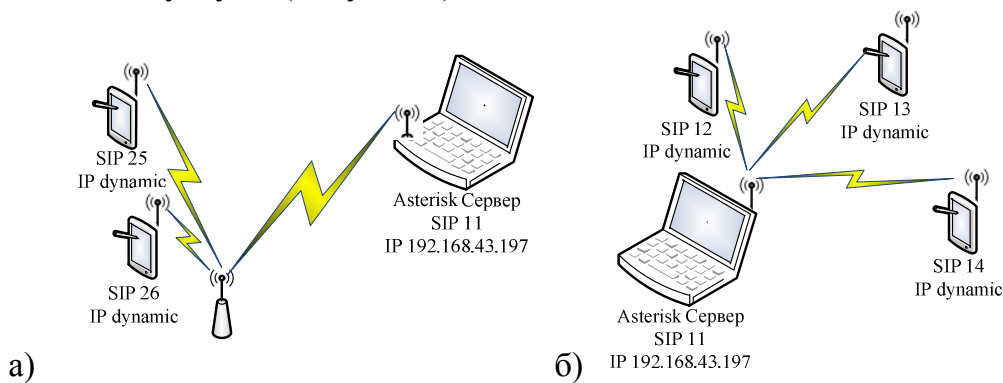 SIP 25
IP dynamic
SIP 26
IP dynamic
Asterisk Сервер
SIP 11
IP 192.168.43.197
а)
SIP 12
IP dynamic
SIP 13
IP dynamic
SIP 14
IP dynamic
Asterisk Сервер
SIP 11
IP 192.168.43.197
б)